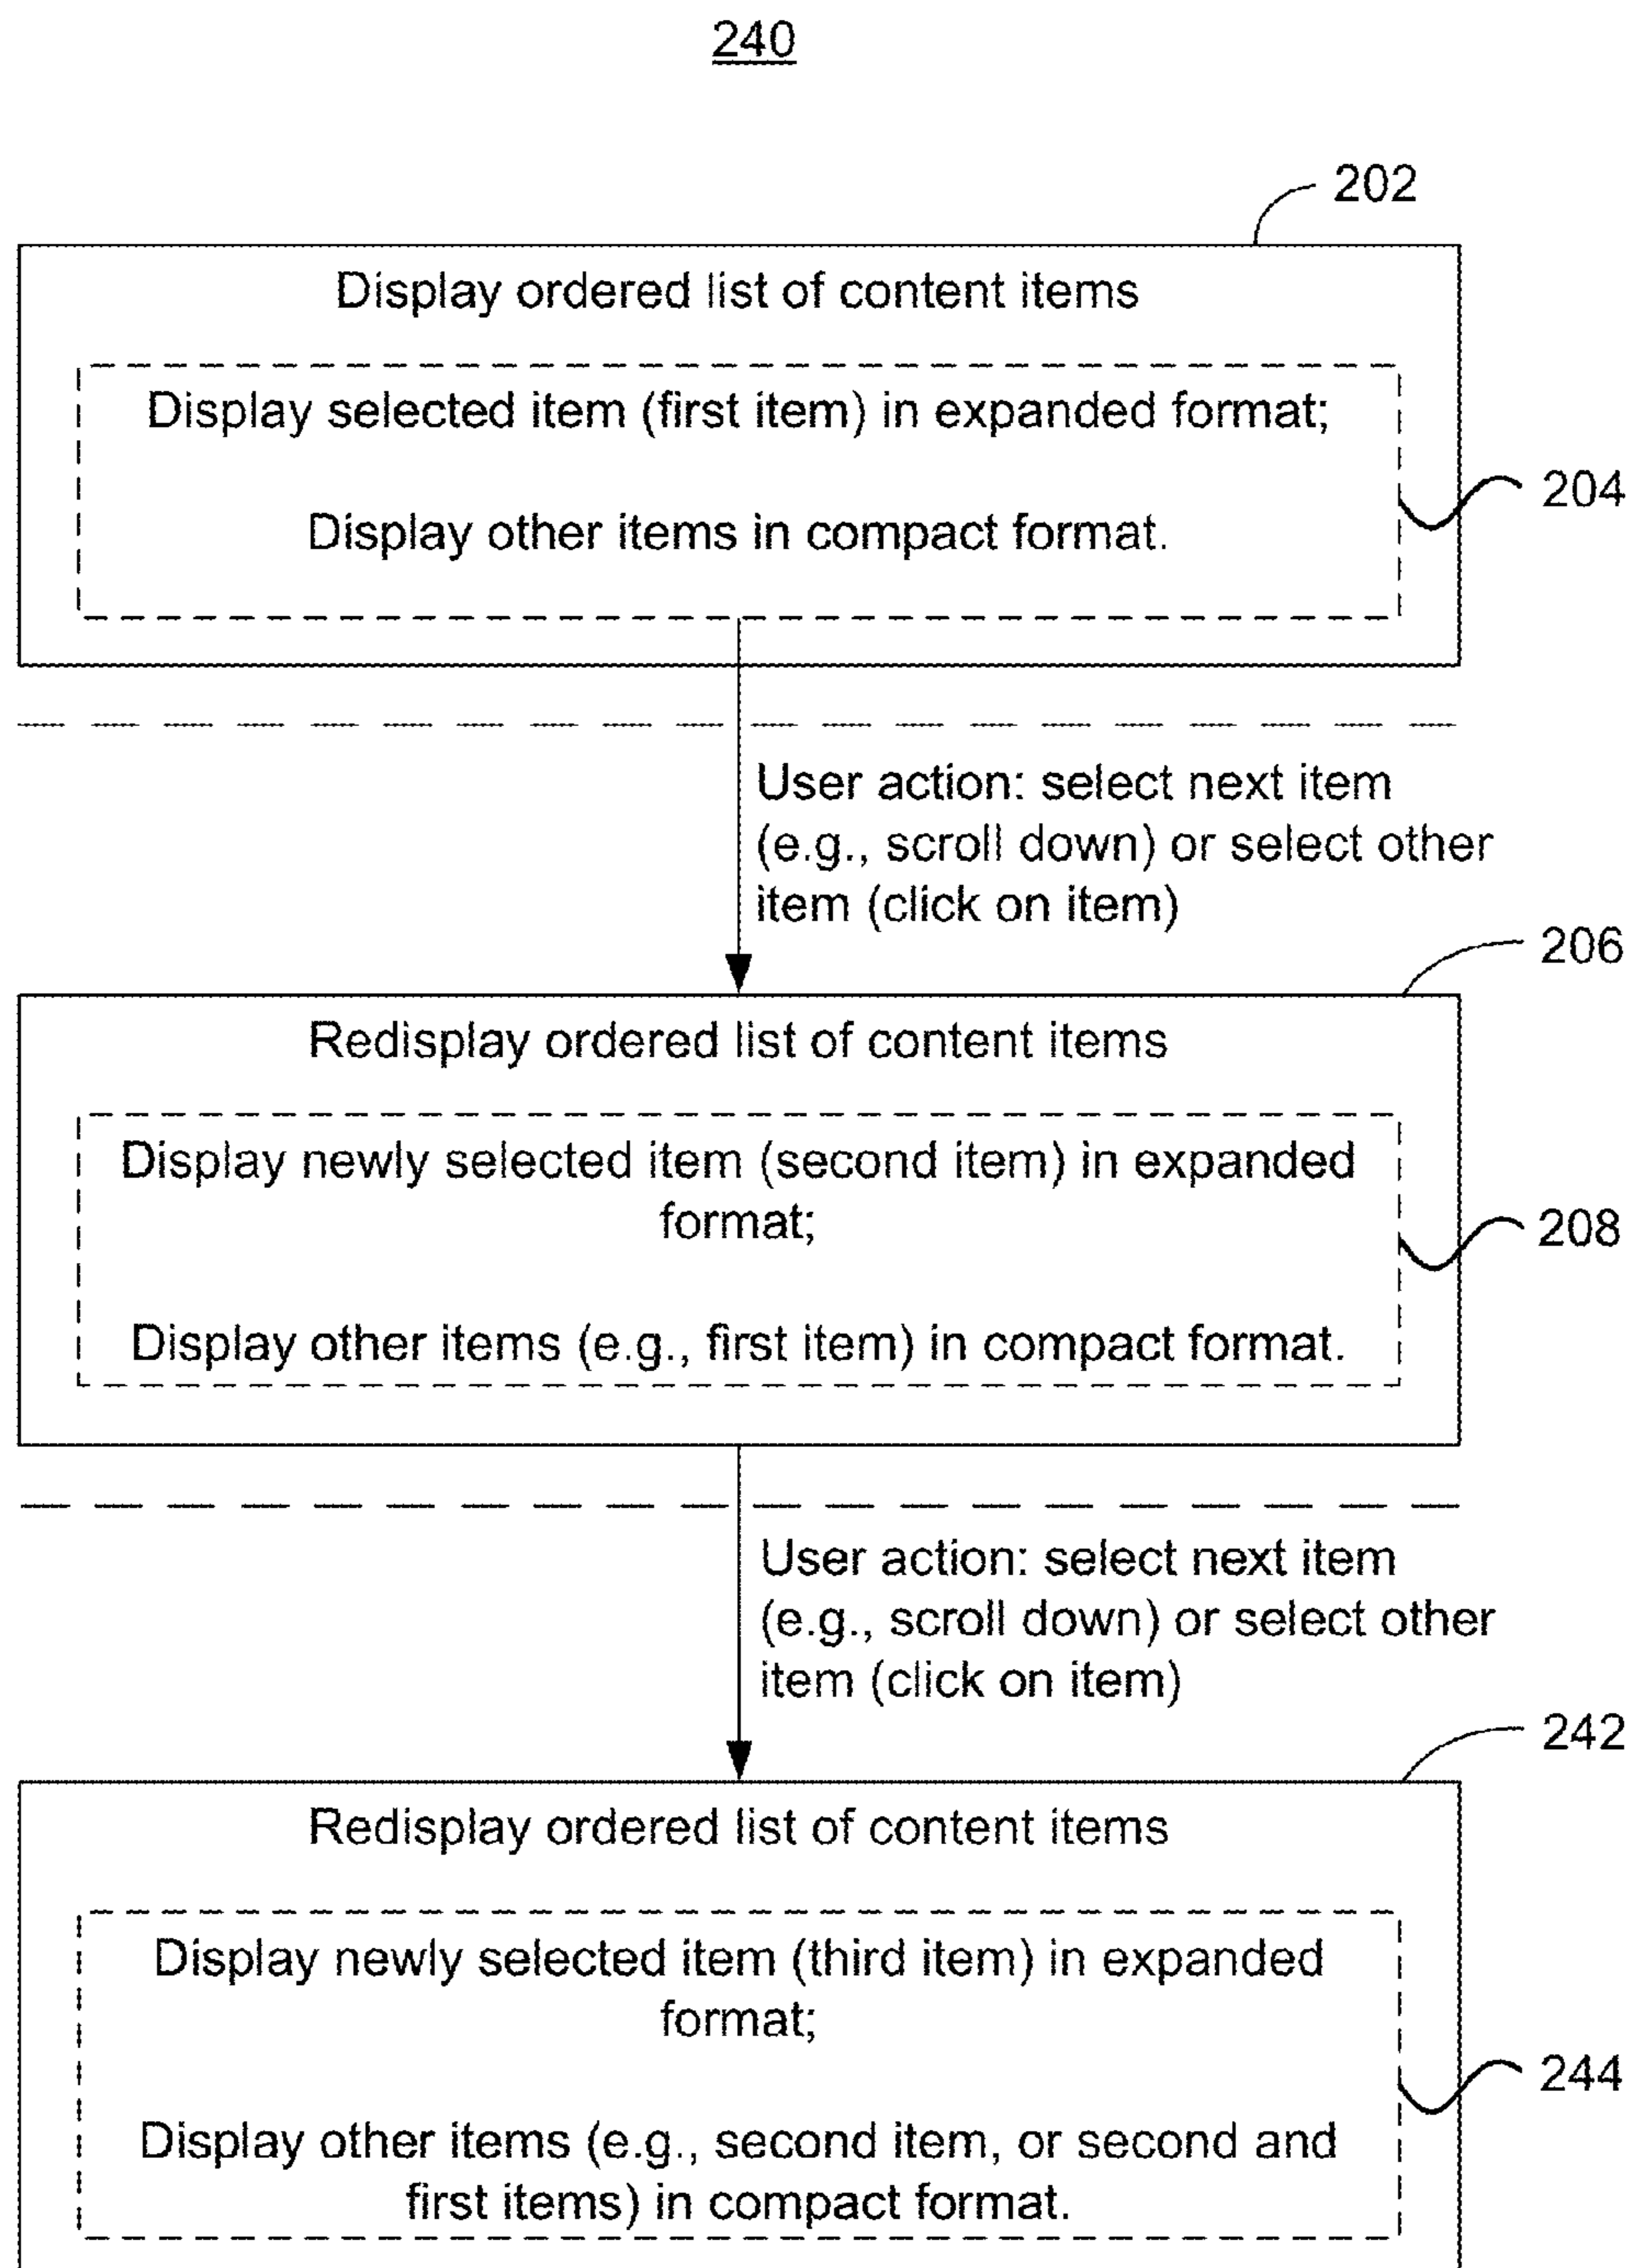 240
202
Display ordered list of content items
Display selected item (first item) in expanded format;
204
Display other items in compact format.
User action: select next item
(e.g., scroll down) or select other
item (click on item)
206
Redisplay ordered list of content items
Display newly selected item (second item) in expanded
format;
208
Display other items (e.g., first item) in compact format.
User action: select next item
(e.g., scroll down) or select other
item (click on item)
242
Redisplay ordered list of content items
Display newly selected item (third item) in expanded
format;
244
Display other items (e.g., second item, or second and
first items) in compact format.